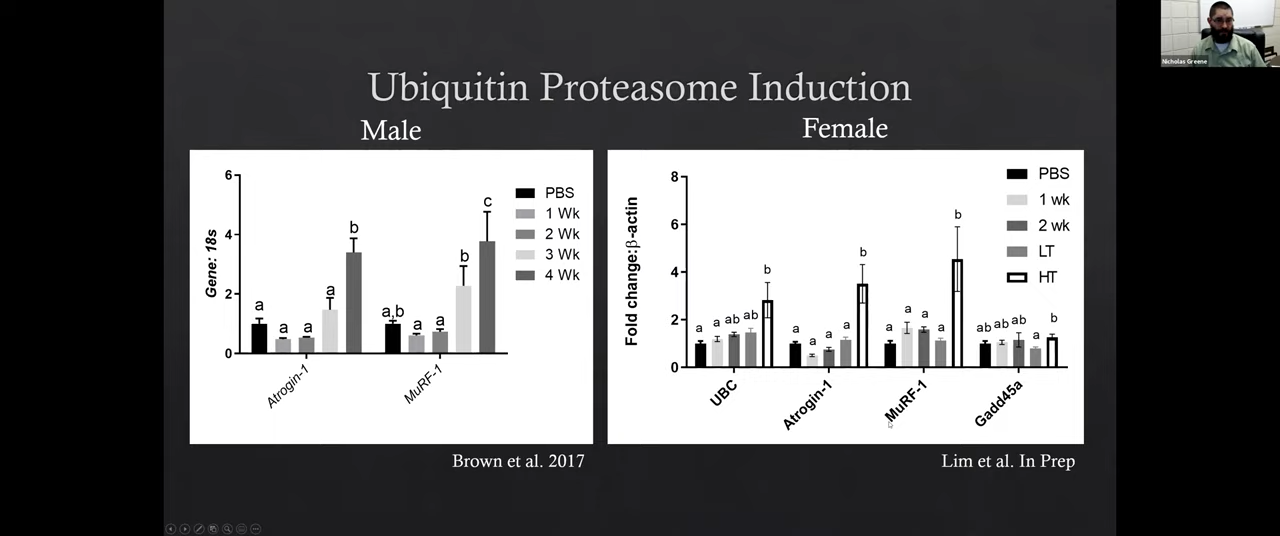 Nicholas Greene
Ubiquitin Proteasome Induction
Male
Female
6
4
2
0
Gene: 18s
a
a
a
a
b
a,b
a
a
b
c
Atrogin-1
MuRF-1
PBS
1 Wk
2 Wk
3 Wk
4 Wk
Brown et al. 2017
8
6
4
2
0
Fold change:β-actin
a
a
ab
ab
b
a
a
a
a
b
a
a
a
a
b
ab
ab
ab
a
b
UBC
Atrogin-1
MuRF-1
Gadd45a
PBS
1 wk
2 wk
LT
HT
Lim et al. In Prep